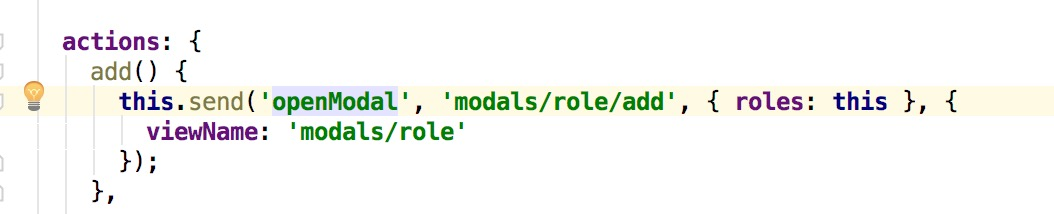 actions: {
add() {
this.send('openModal', 'modals/role/add', { roles: this }, {
viewName: 'modals/role'
});
},